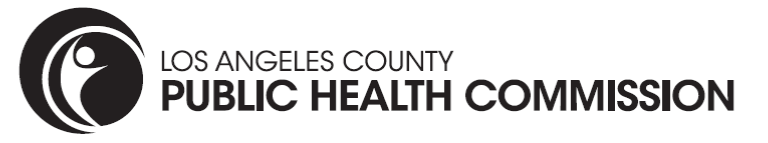 LOS ANGELES COUNTY
PUBLIC HEALTH COMMISSION